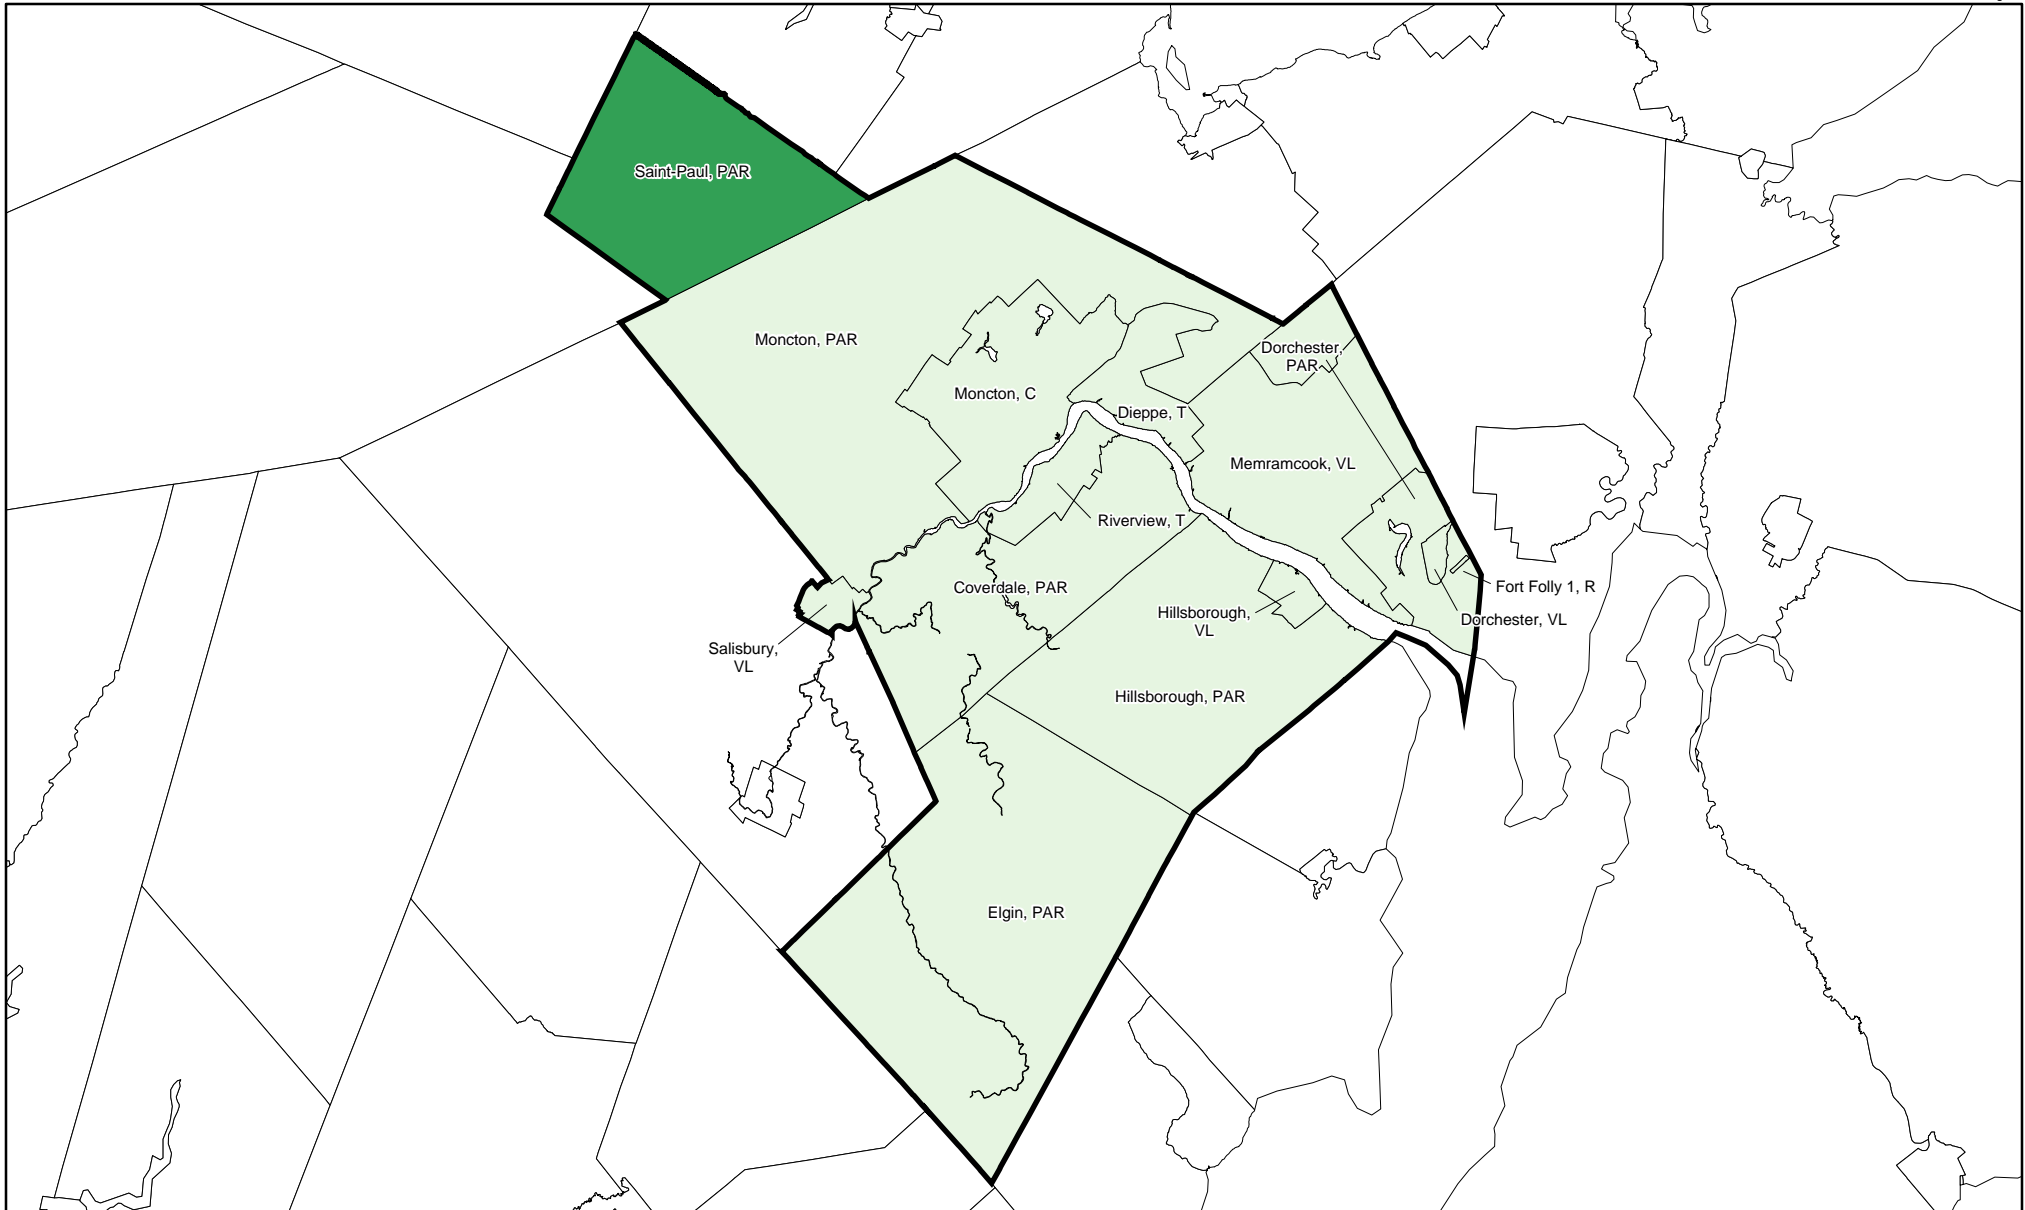 Saint-Paul, PAR
Moncton, PAR
Dorchester,
PAR
Moncton, C
Dieppe, T
Memramcook, VL
Riverview, T
Coverdale, PAR
Fort Folly 1, R
Hillsborough,
VL
Dorchester, VL
Salisbury,
VL
Hillsborough, PAR
Elgin, PAR